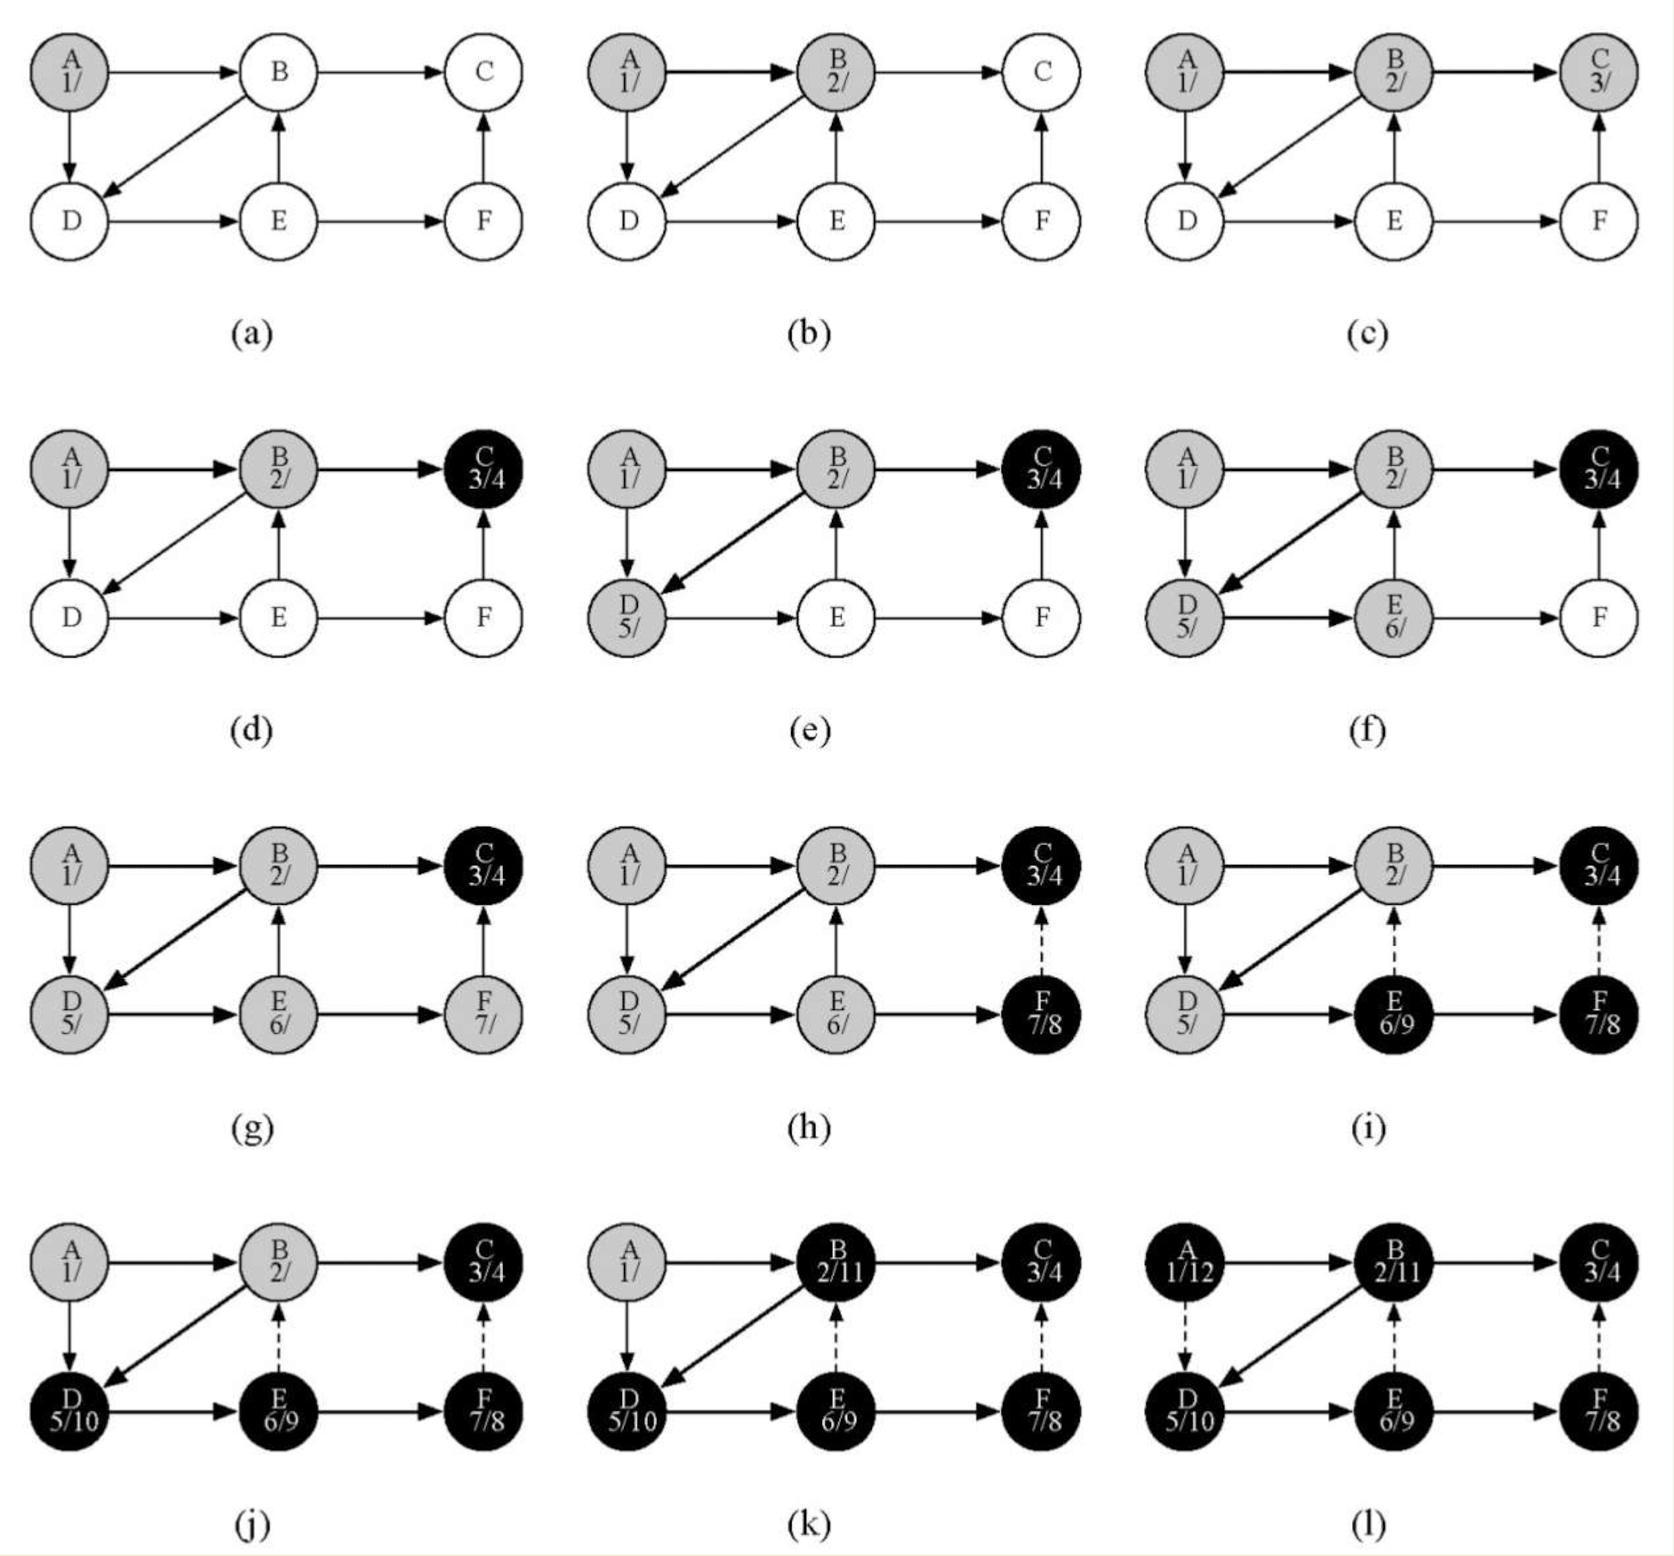 A B C
1/
D E F
(a)
A B C
1/ 2/
D E F
(b)
A B C
1/ 2/ 3/
D E F
(c)
A B C
1/ 2/ 3/4
D E F
(d)
A B C
1/ 2/ 3/4
D E F
5/
(e)
A B C
1/ 2/ 3/4
D E F
5/ 6/
(f)
A B C
1/ 2/ 3/4
D E F
5/ 6/ 7/
(g)
A B C
1/ 2/ 3/4
D E F
5/ 6/ 7/8
(h)
A B C
1/ 2/ 3/4
D E F
5/ 6/9 7/8
(i)
A B C
1/ 2/ 3/4
D E F
5/10 6/9 7/8
(j)
A B C
1/ 2/11 3/4
D E F
5/10 6/9 7/8
(k)
A B C
1/12 2/11 3/4
D E F
5/10 6/9 7/8
(l)